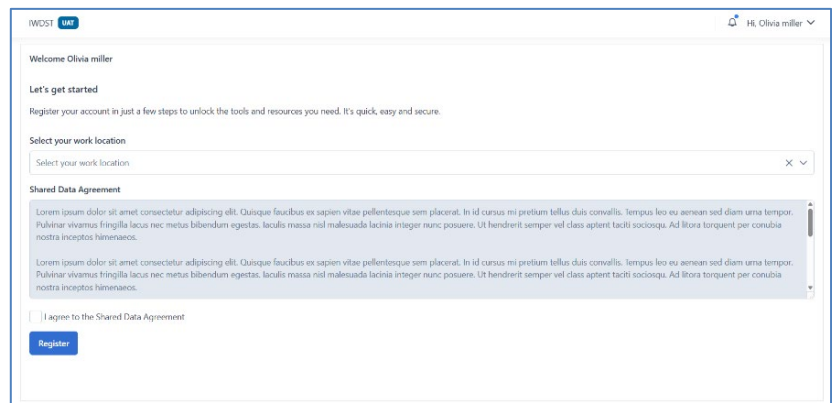 IWDST UAT
Hi, Olivia miller
Welcome Olivia miller
Let's get started
Register your account in just a few steps to unlock the tools and resources you need. It's quick, easy and secure.
Select your work location
Select your work location
Shared Data Agreement
Lorem ipsum dolor sit amet consectetur adipiscing elit. Quisque faucibus ex sapien vitae pellentesque sem placerat. In id cursus mi pretium tellus duis convallis. Tempus leo eu aenean sed diam urna tempor.
Pulvinar vivamus fringilla lacus nec metus bibendum egestas. Iaculis massa nisl malesuada lacinia integer nunc posuere. Ut hendrerit semper vel class aptent taciti sociosqu. Ad litora torquent per conubia
nostra inceptos himenaeos.
Lorem ipsum dolor sit amet consectetur adipiscing elit. Quisque faucibus ex sapien vitae pellentesque sem placerat. In id cursus mi pretium tellus duis convallis. Tempus leo eu aenean sed diam urna tempor.
Pulvinar vivamus fringilla lacus nec metus bibendum egestas. Iaculis massa nisl malesuada lacinia integer nunc posuere. Ut hendrerit semper vel class aptent taciti sociosqu. Ad litora torquent per conubia
nostra inceptos himenaeos.
I agree to the Shared Data Agreement
Register